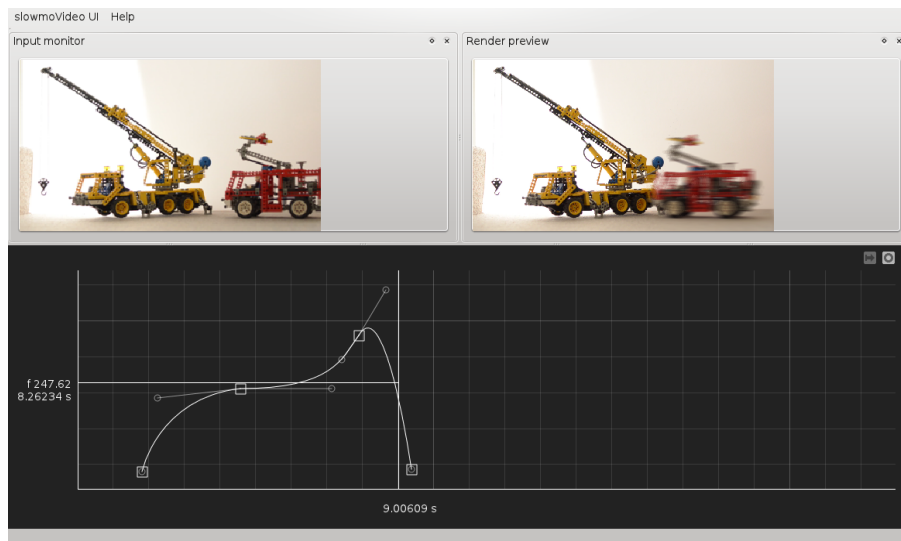 slowmoVideo UI Help
Input monitor
Render preview
f 247.62
8.26234 s
9.00609 s